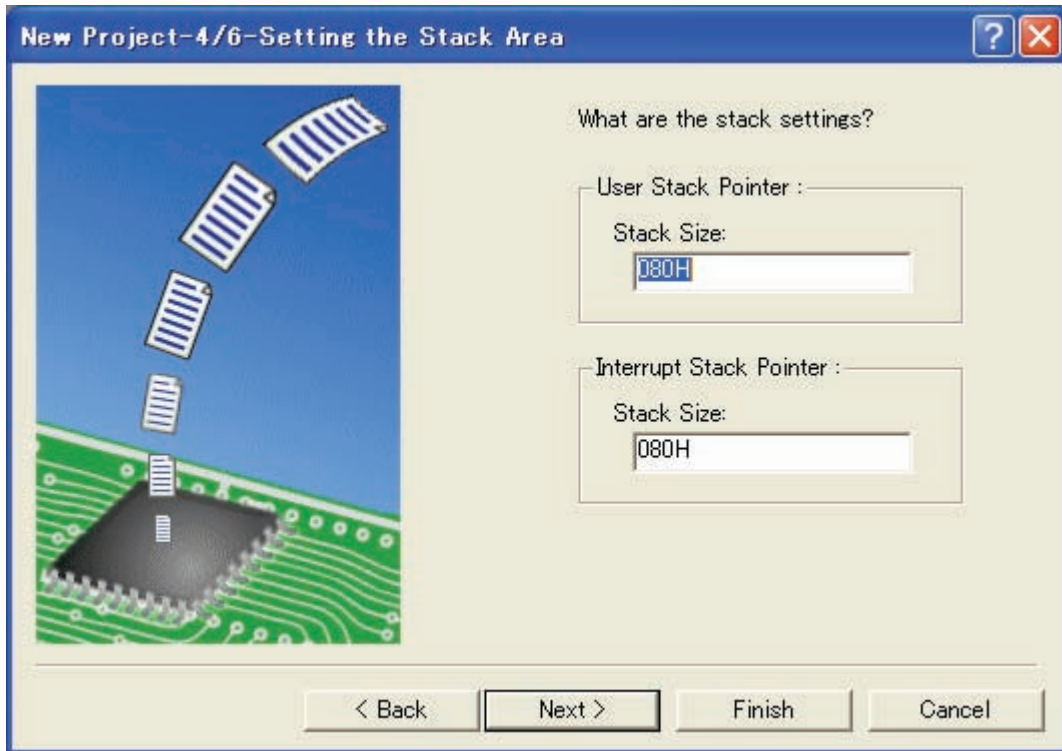 New Project-4/6-Setting the Stack Area
What are the stack settings?
User Stack Pointer :
Stack Size:
080H
Interrupt Stack Pointer :
Stack Size:
080H
< Back
Next >
Finish
Cancel